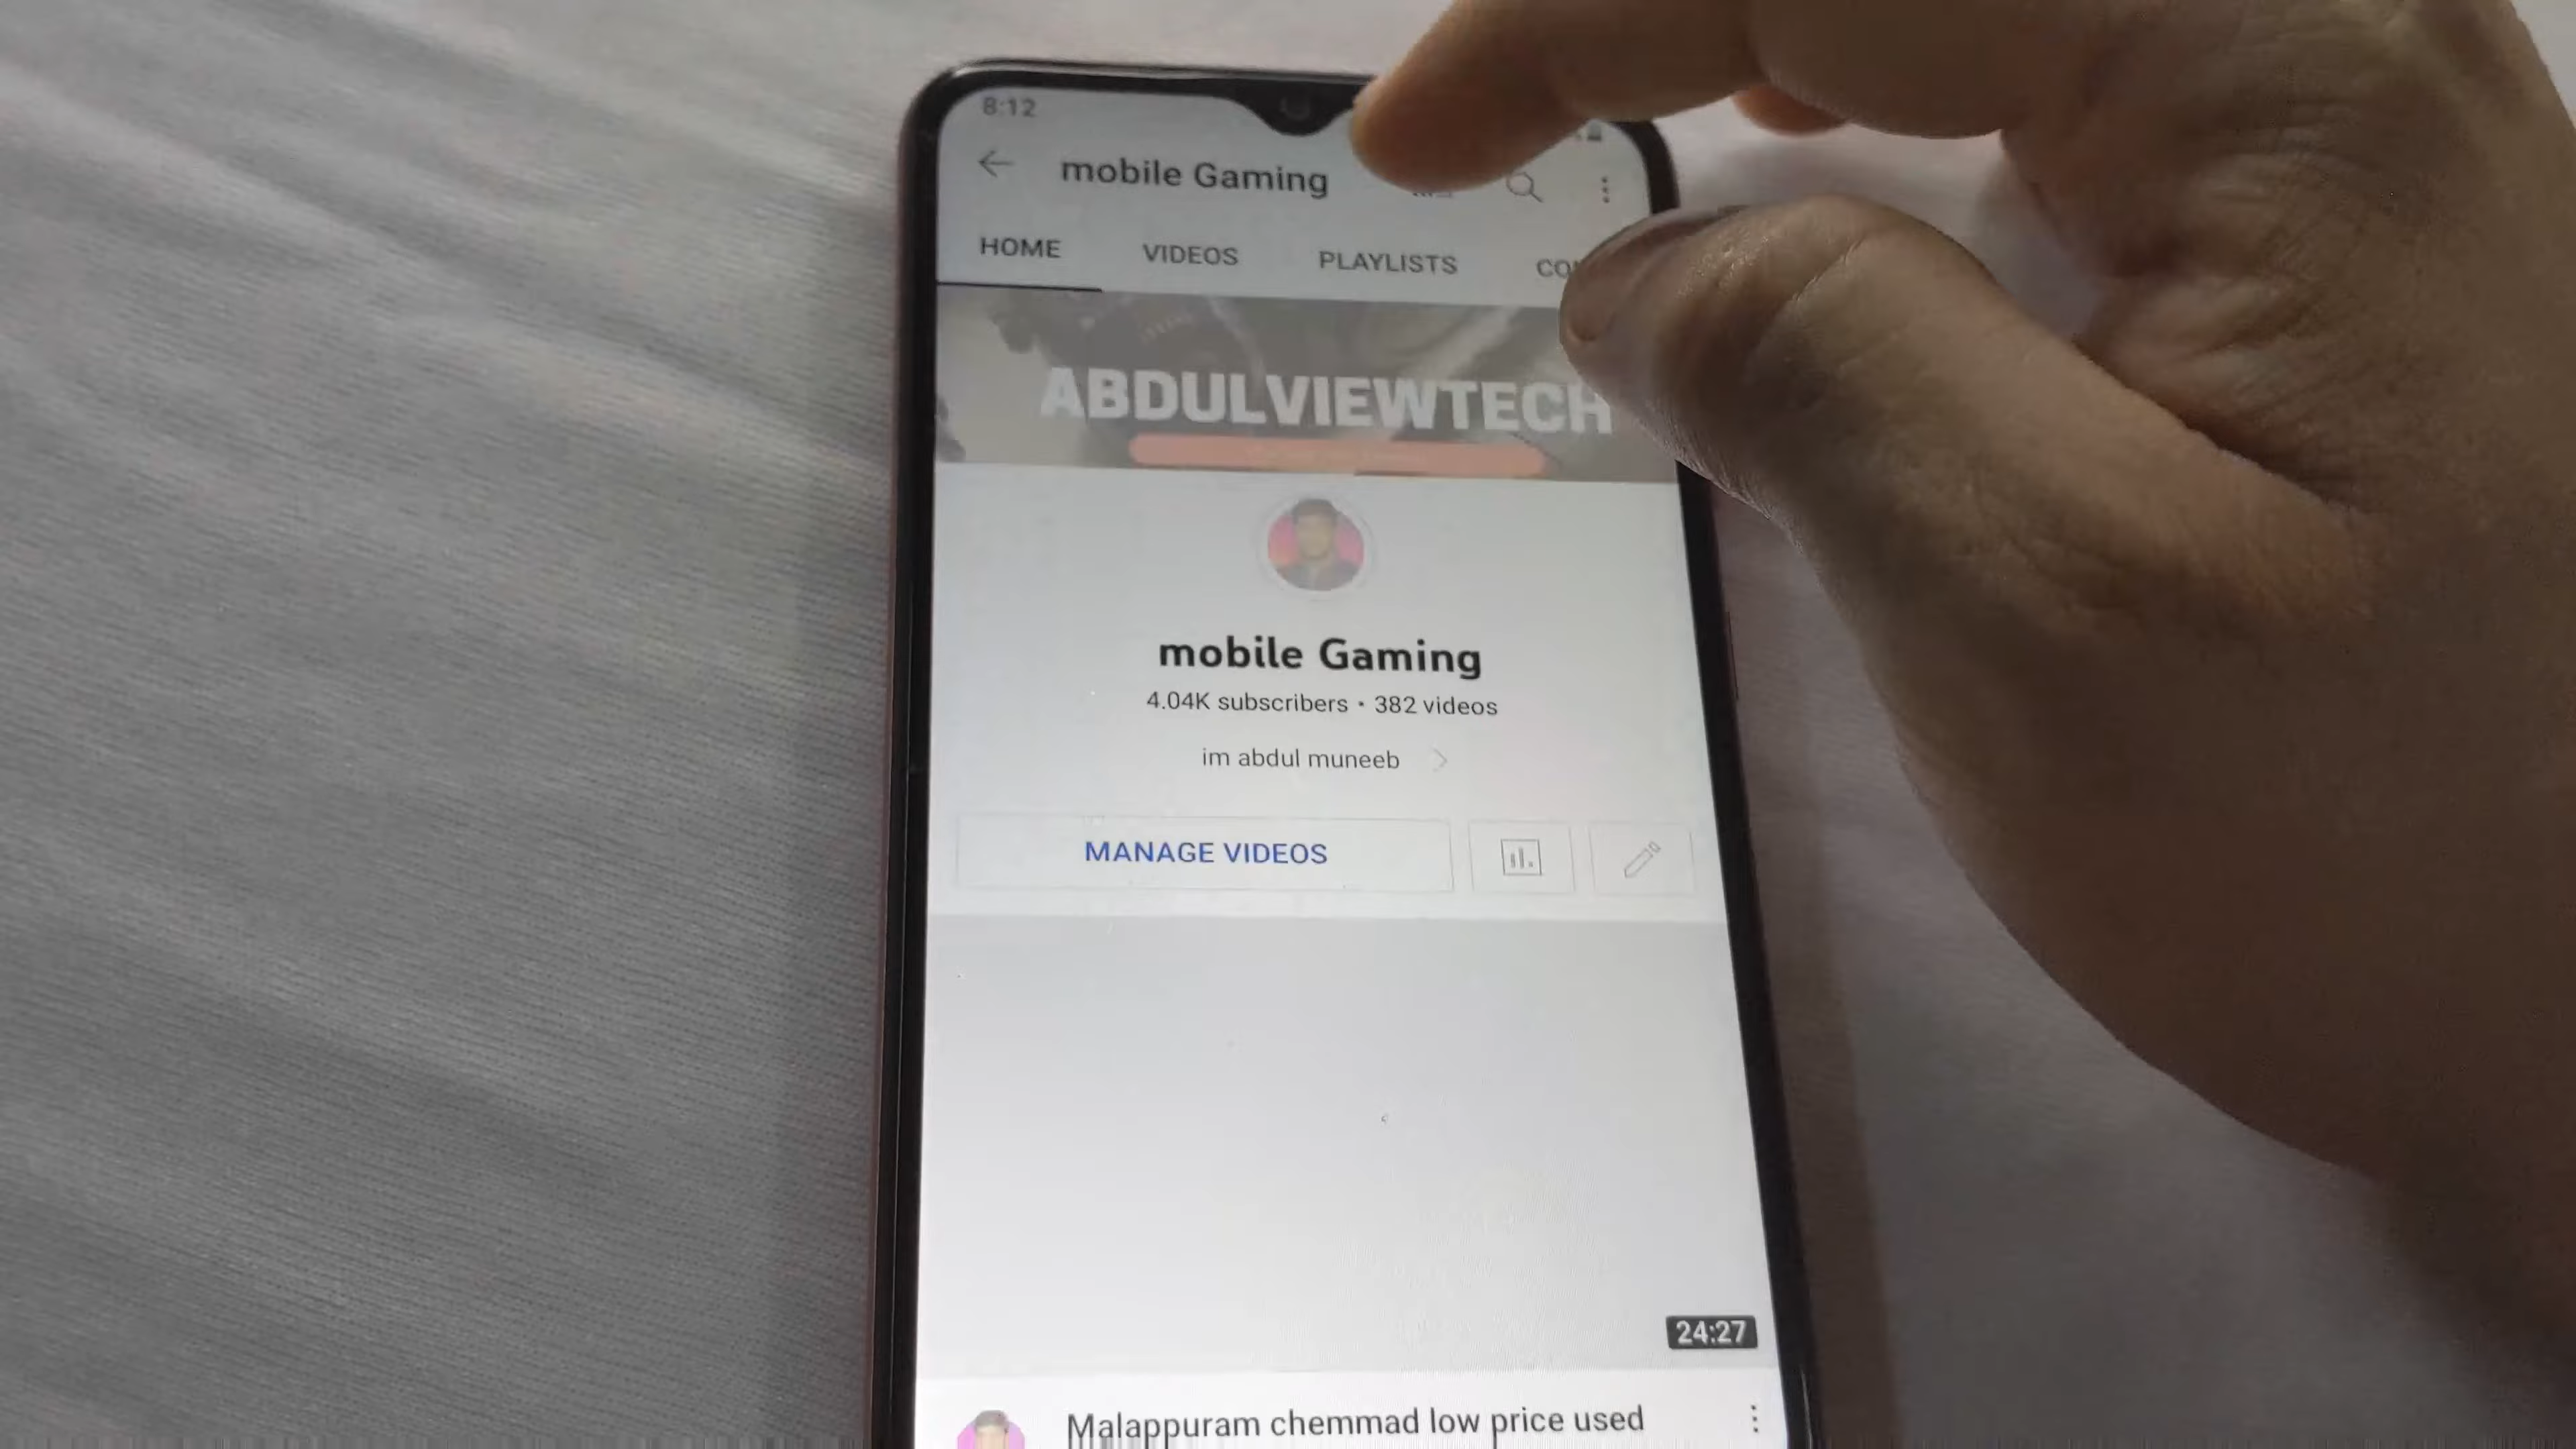 8:12
mobile Gaming
HOME VIDEOS PLAYLISTS
ABDULVIEWTECH
mobile Gaming
4.04K subscribers • 382 videos
im abdul muneeb
MANAGE VIDEOS
24:27
Malappuram chemmad low price used